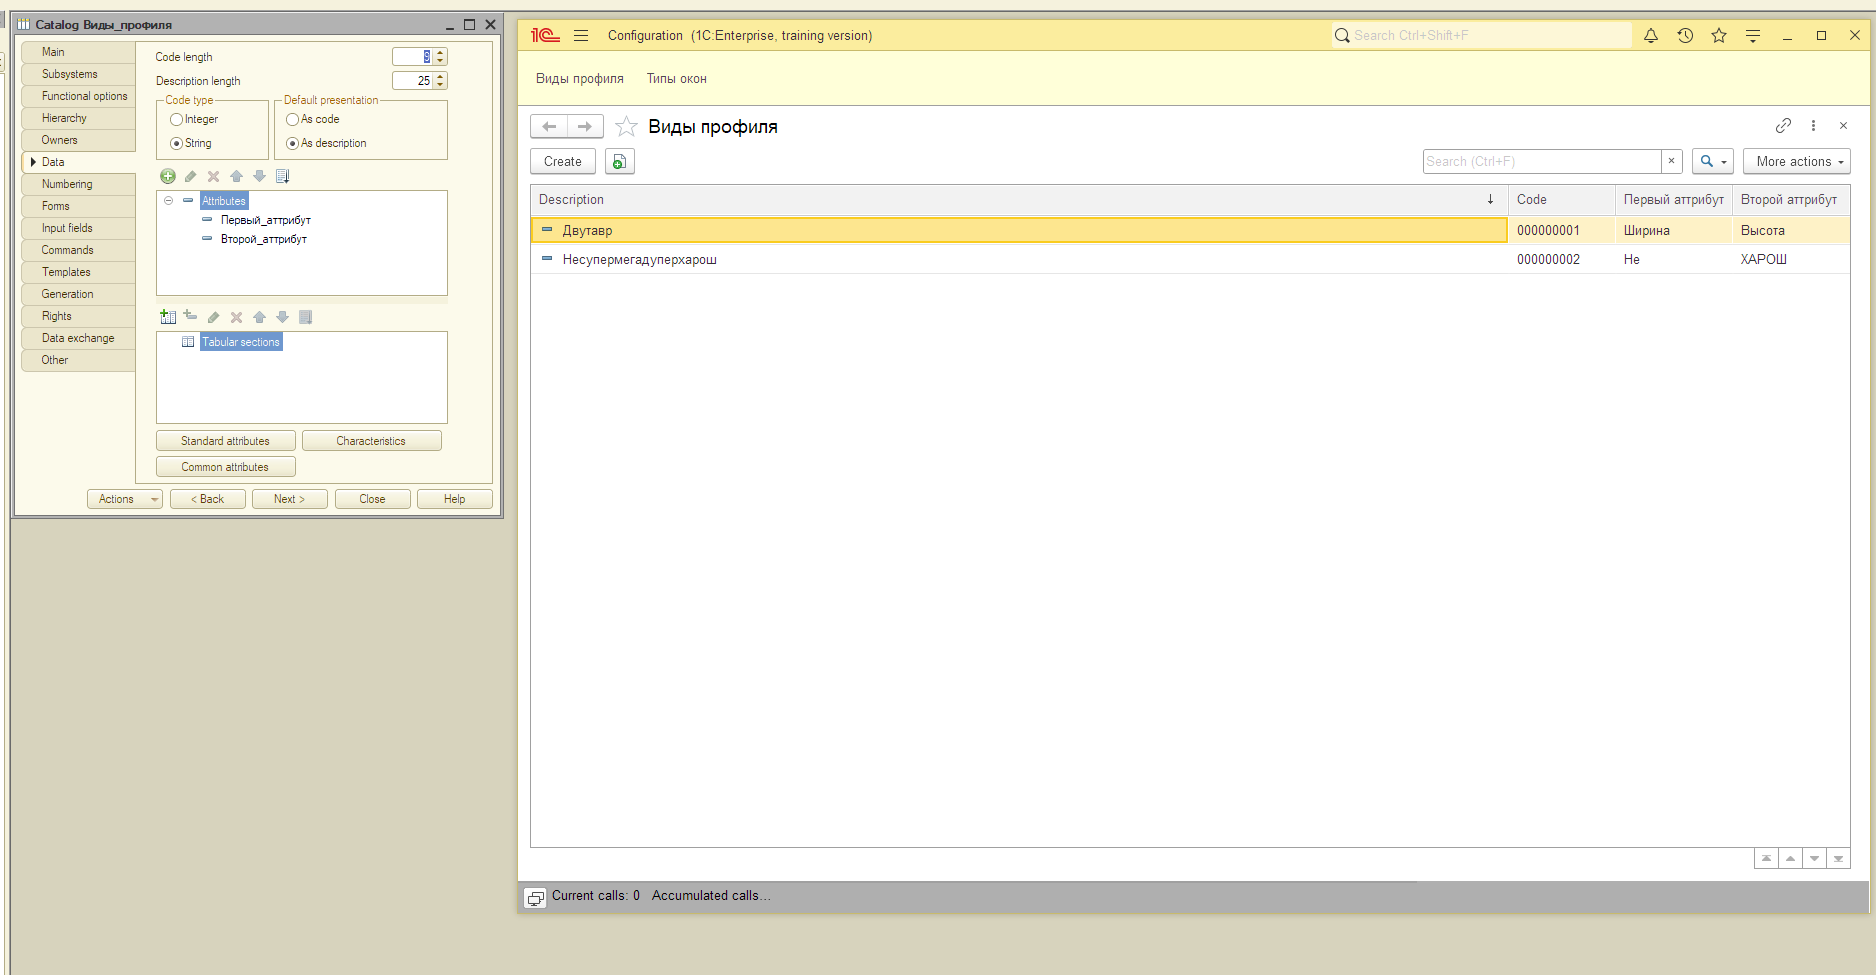 Catalog Виды_профиля
Main
Subsystems
Functional options
Hierarchy
Owners
Data
Numbering
Forms
Input fields
Commands
Templates
Generation
Rights
Data exchange
Other
Code length 9
Description length 25
Code type
Integer
String
Default presentation
As code
As description
Attributes
Первый_аттрибут
Второй_аттрибут
Tabular sections
Standard attributes Characteristics
Common attributes
Actions < Back Next > Close Help
1C Configuration (1C:Enterprise, training version) Search Ctrl+Shift+F
Виды профиля Типы окон
Виды профиля
Create Search (Ctrl+F) × More actions
Description ↓ Code Первый аттрибут Второй аттрибут
Двутавр 000000001 Ширина Высота
Несупермегадуперхарош 000000002 Не ХАРОШ
Current calls: 0 Accumulated calls...